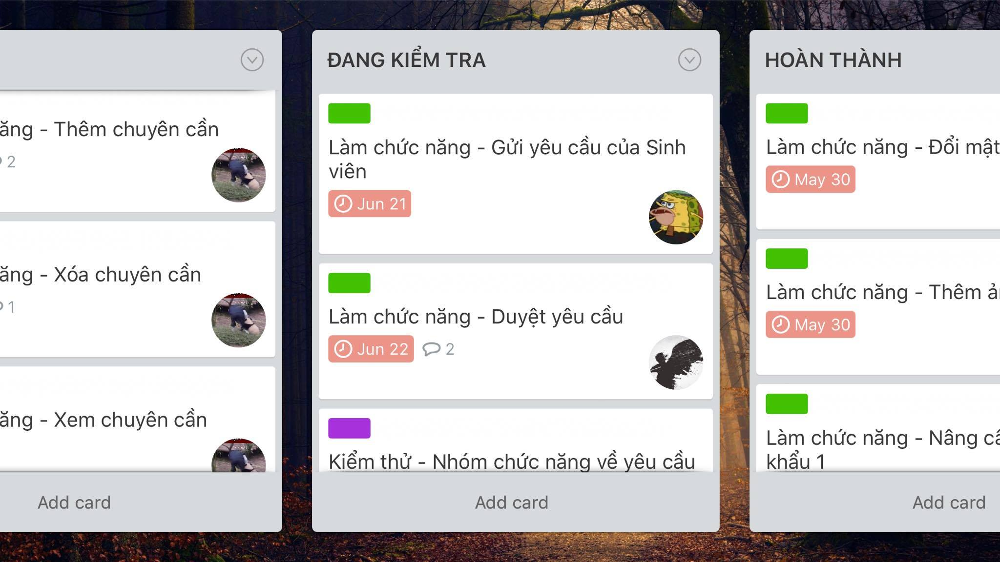 ăng - Thêm chuyên cần
2
ăng - Xóa chuyên cần
1
ăng - Xem chuyên cần
Add card
ĐANG KIỂM TRA
Làm chức năng - Gửi yêu cầu của Sinh
viên
Jun 21
Làm chức năng - Duyệt yêu cầu
Jun 22 2
Kiểm thử - Nhóm chức năng về yêu cầu
Add card
HOÀN THÀNH
Làm chức năng - Đổi mật
May 30
Làm chức năng - Thêm
May 30
Làm chức năng - Nâng
khẩu 1
Add card